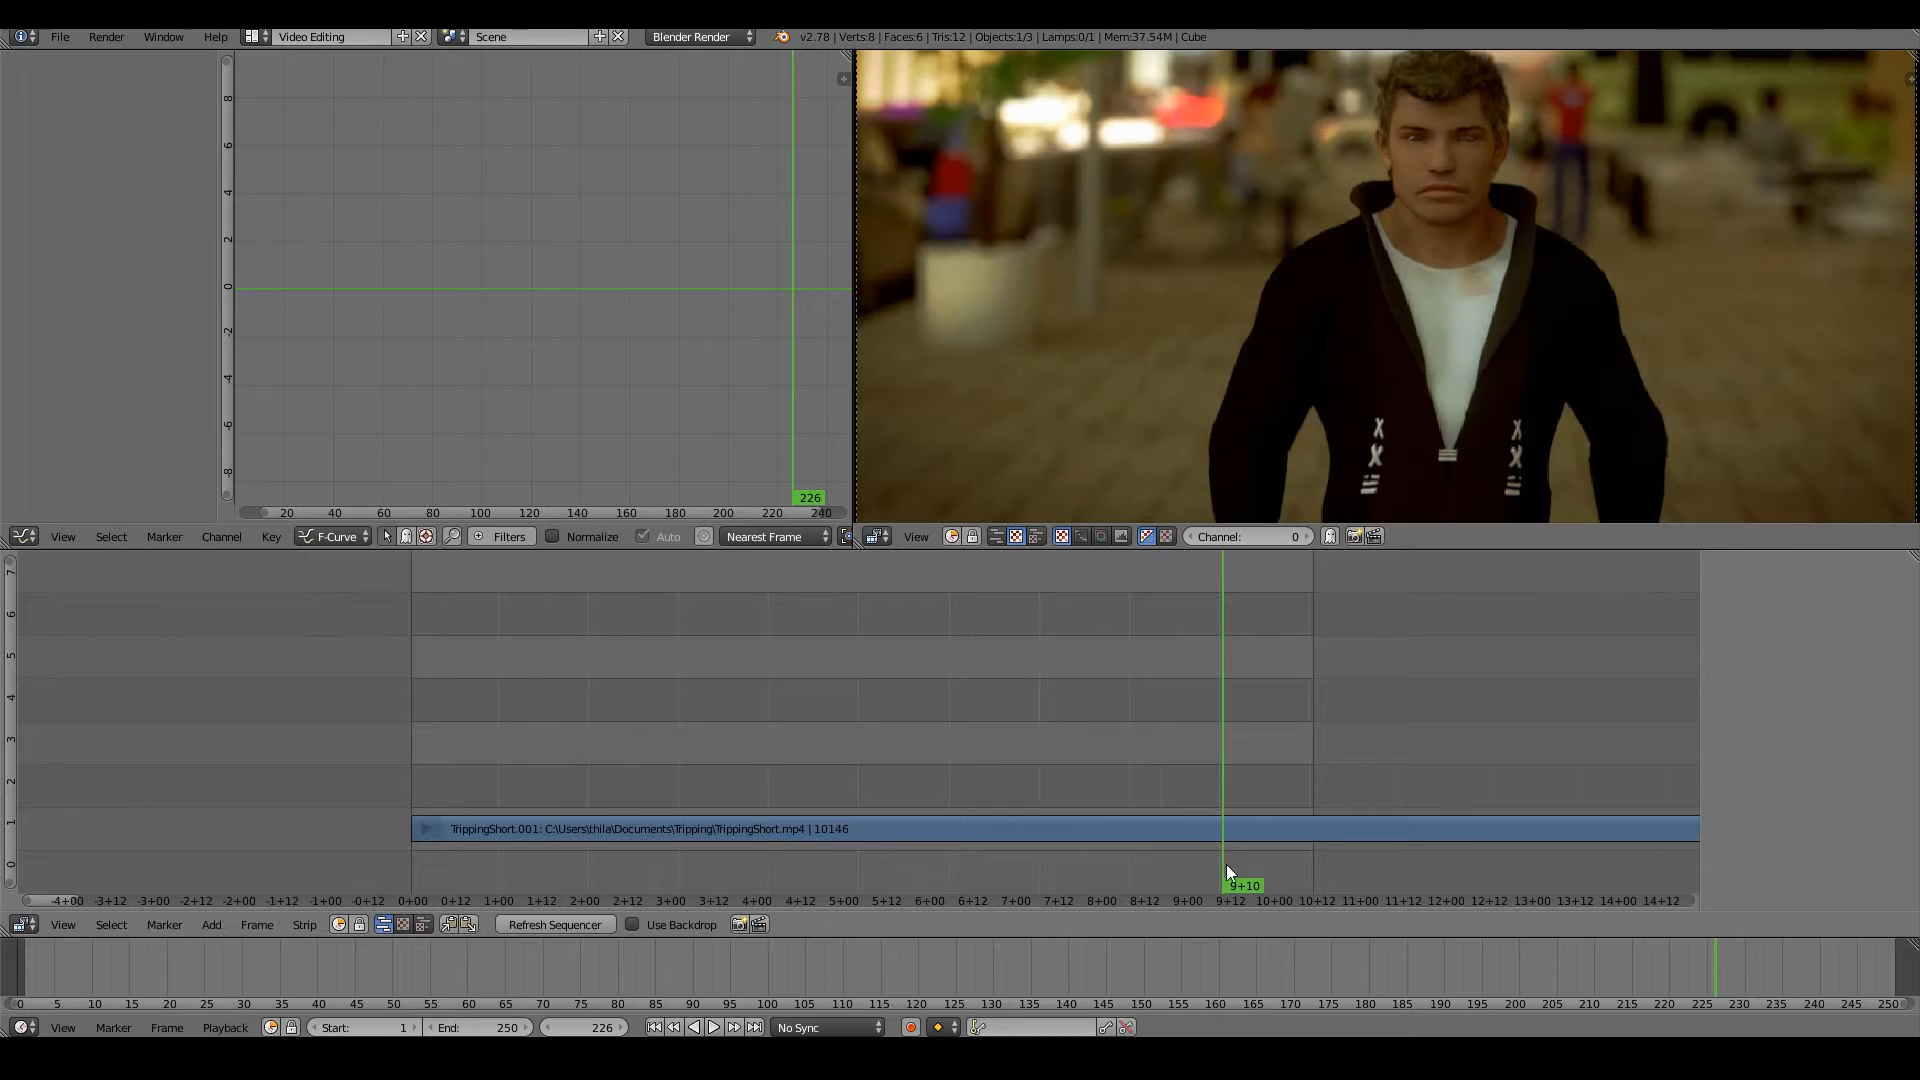 File Render Window Help Video Editing Scene Blender Render v2.78 | Verts:8 | Faces:6 | Tris:12 | Objects:1/3 | Lamps:0/1 | Mem:37.54M | Cube
8
6
4
2
0
-2
-4
-6
-8
226
20 40 60 80 100 120 140 160 180 200 220 240
View Select Marker Channel Key F-Curve Filters Normalize Auto Nearest Frame View Channel: 0
7
6
5
4
3
2
1
TrippingShort.001: C:\Users\thila\Documents\Tripping\TrippingShort.mp4 | 10146
0
9+10
-4+00 -3+12 -3+00 -2+12 -2+00 -1+12 -1+00 -0+12 0+00 0+12 1+00 1+12 2+00 2+12 3+00 3+12 4+00 4+12 5+00 5+12 6+00 6+12 7+00 7+12 8+00 8+12 9+00 9+12 10+00 10+12 11+00 11+12 12+00 12+12 13+00 13+12 14+00 14+12
View Select Marker Add Frame Strip Refresh Sequencer Use Backdrop
0 5 10 15 20 25 30 35 40 45 50 55 60 65 70 75 80 85 90 95 100 105 110 115 120 125 130 135 140 145 150 155 160 165 170 175 180 185 190 195 200 205 210 215 220 225 230 235 240 245 250
View Marker Frame Playback Start: 1 End: 250 226 No Sync